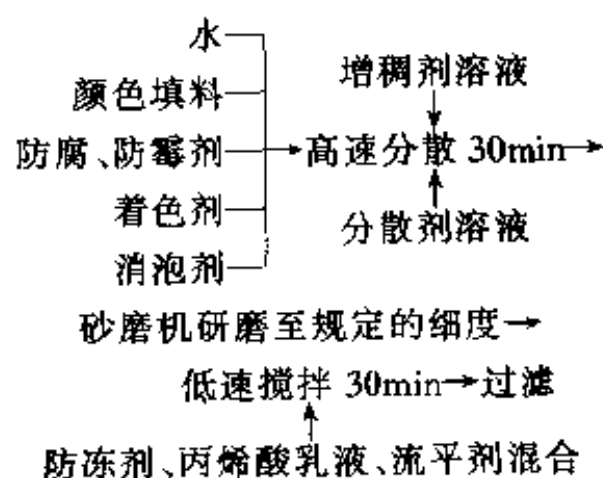 水
颜色填料
防腐、防霉剂
着色剂
消泡剂
增稠剂溶液
高速分散 30min
分散剂溶液
砂磨机研磨至规定的细度
低速搅拌 30min→过滤
防冻剂、丙烯酸乳液、流平剂混合